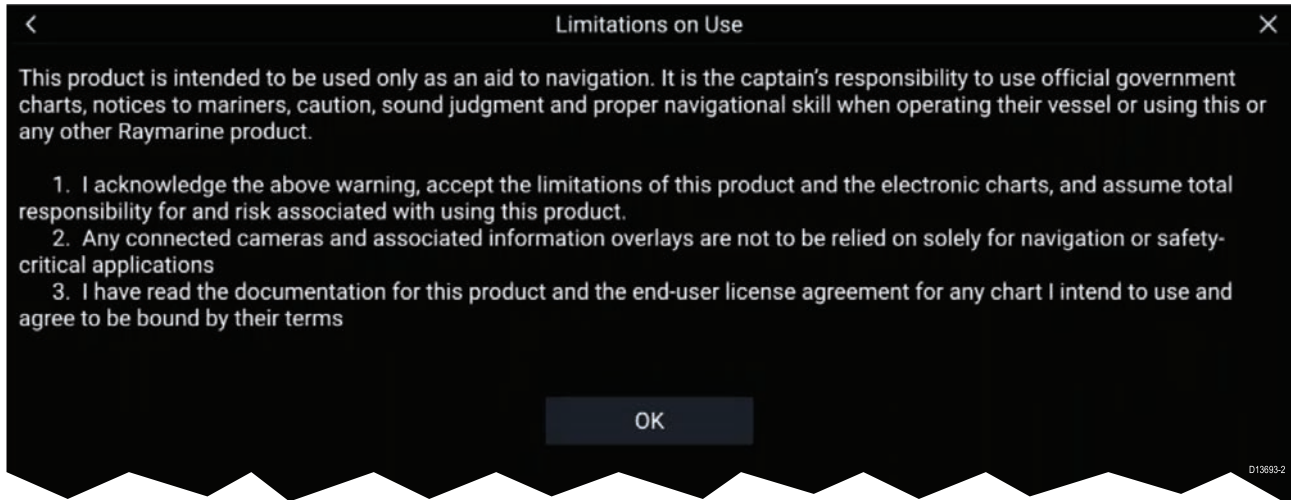 Limitations on Use
This product is intended to be used only as an aid to navigation. It is the captain's responsibility to use official government
charts, notices to mariners, caution, sound judgment and proper navigational skill when operating their vessel or using this or
any other Raymarine product.
1. I acknowledge the above warning, accept the limitations of this product and the electronic charts, and assume total
responsibility for and risk associated with using this product.
2. Any connected cameras and associated information overlays are not to be relied on solely for navigation or safety-
critical applications
3. I have read the documentation for this product and the end-user license agreement for any chart I intend to use and
agree to be bound by their terms
OK
D13693-2